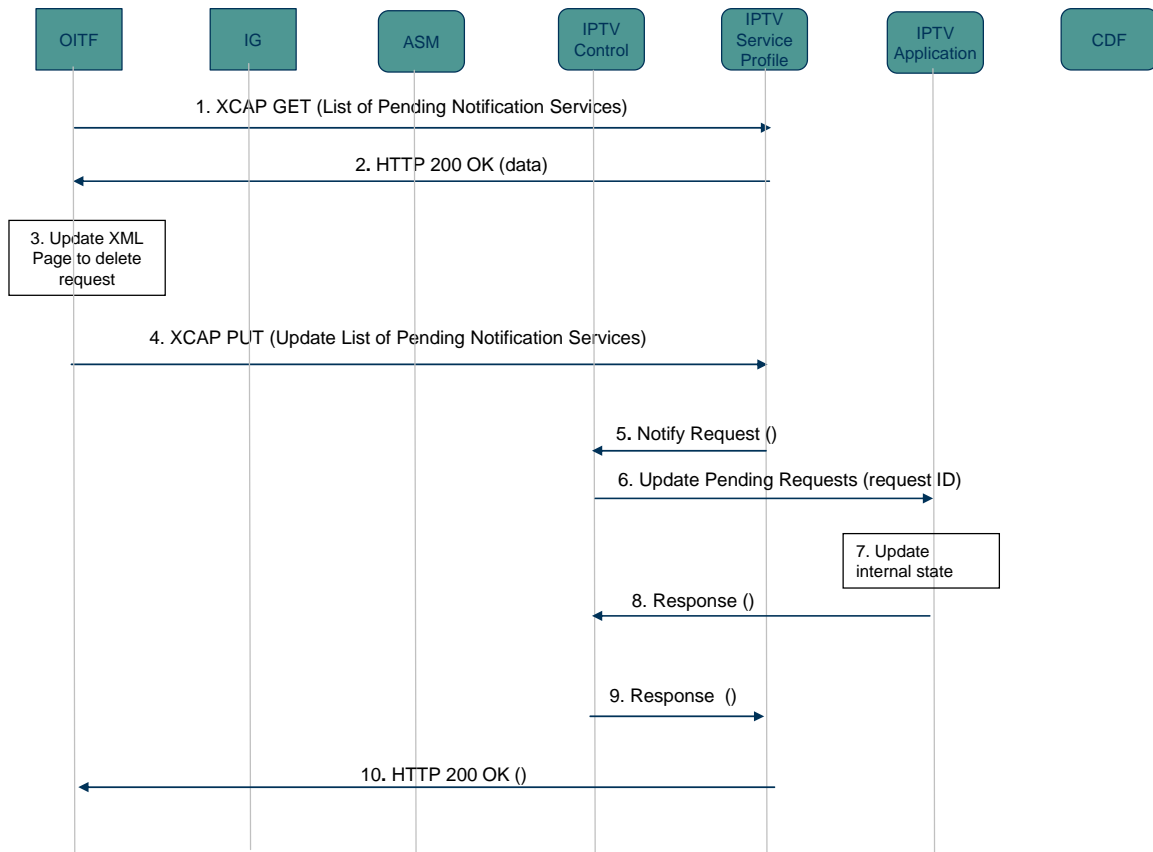 OITF
IG
ASM
IPTV
Control
IPTV
Service
Profile
IPTV
Application
CDF
1. XCAP GET (List of Pending Notification Services)
2. HTTP 200 OK (data)
3. Update XML
Page to delete
request
4. XCAP PUT (Update List of Pending Notification Services)
5. Notify Request ()
6. Update Pending Requests (request ID)
7. Update
internal state
8. Response ()
9. Response  ()
10. HTTP 200 OK ()